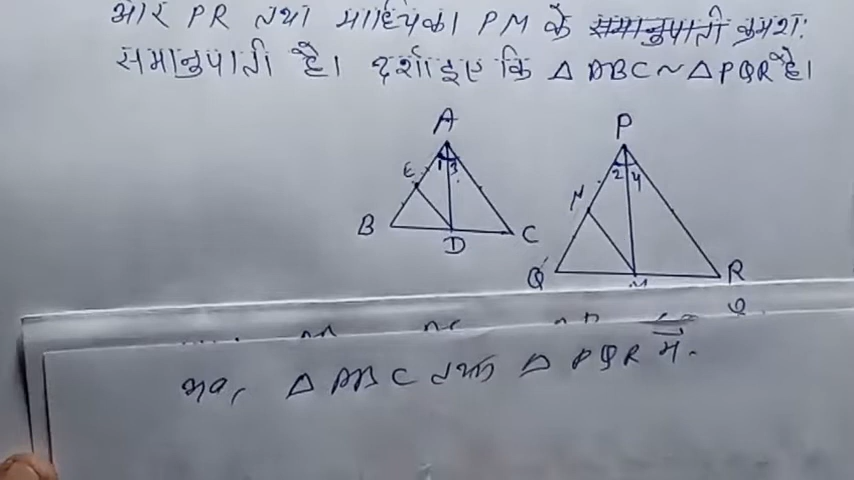 और PR तथा माध्यिका PM के समानुपाती क्रमश:
समानुपाती है। दर्शाइए कि △ABC ~ △PQR है।
A
P
E
1 3
2 4
N
B
D
C
Q
M
R
अब, △ABC तथा △PQR में.